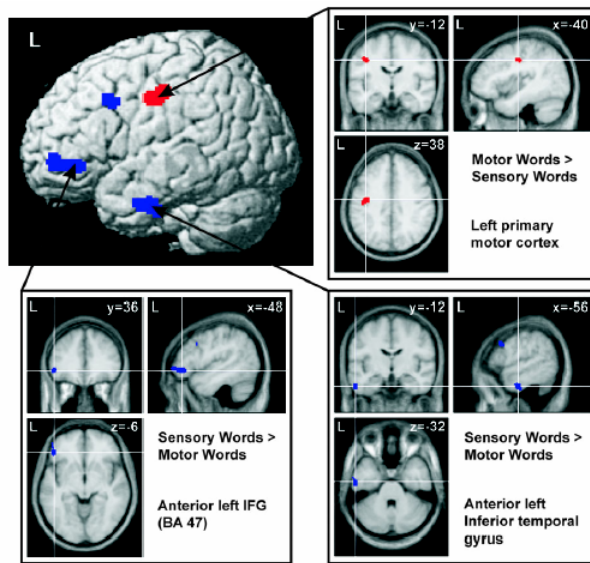 L
L
y=-12
x=-40
L
z=38
Motor Words >
Sensory Words
Left primary
motor cortex
L
y=36
x=-48
L
z=-6
Sensory Words >
Motor Words
Anterior left IFG
(BA 47)
L
y=-12
x=-56
L
z=-32
Sensory Words >
Motor Words
Anterior left
Inferior temporal
gyrus